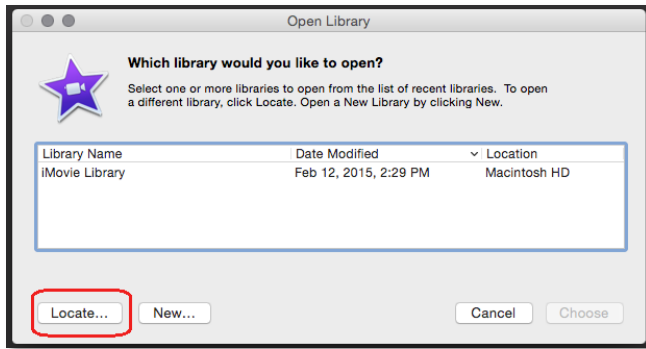 Open Library
Which library would you like to open?
Select one or more libraries to open from the list of recent libraries. To open
a different library, click Locate. Open a New Library by clicking New.
Library Name Date Modified Location
iMovie Library Feb 12, 2015, 2:29 PM Macintosh HD
Locate... New... Cancel Choose